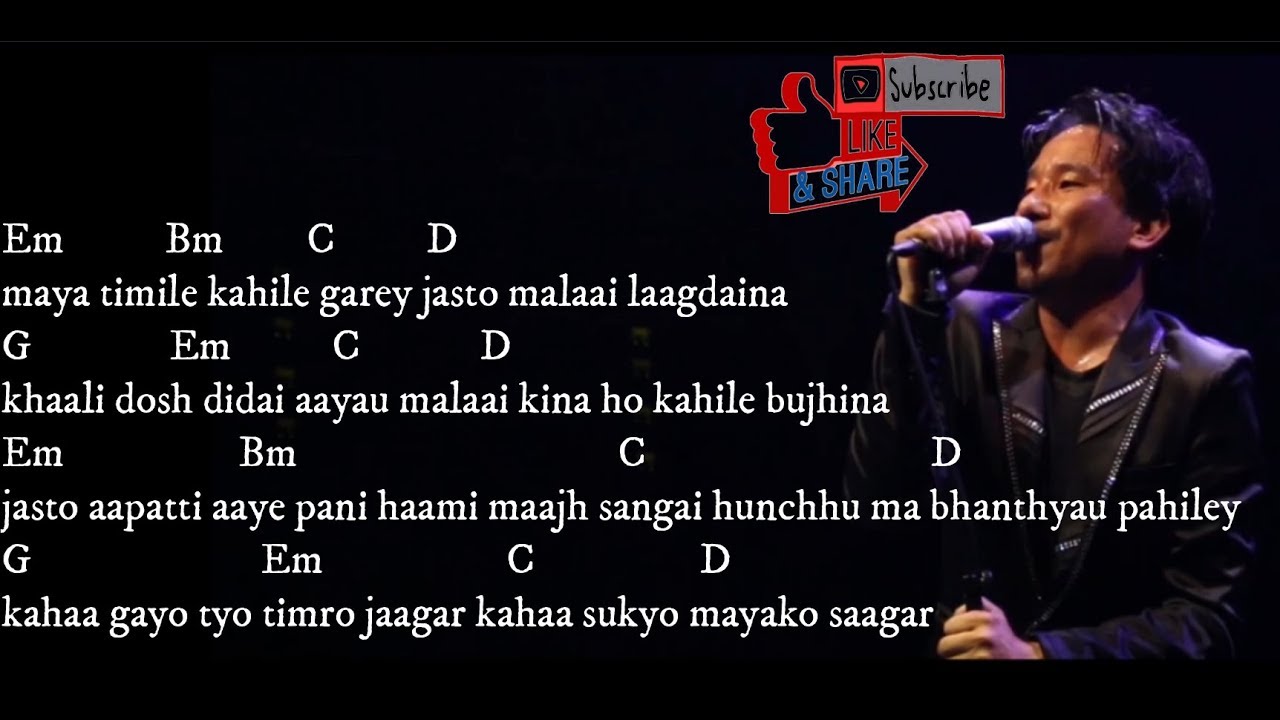 Subscribe
LIKE
& SHARE
Em Bm C D
maya timile kahile garey jasto malaai laagdaina
G Em C D
khaali dosh didai aayau malaai kina ho kahile bujhina
Em Bm C D
jasto aapatti aaye pani haami maajh sangai hunchhu ma bhanthyau pahiley
G Em C D
kahaa gayo tyo timro jaagar kahaa sukyo mayako saagar